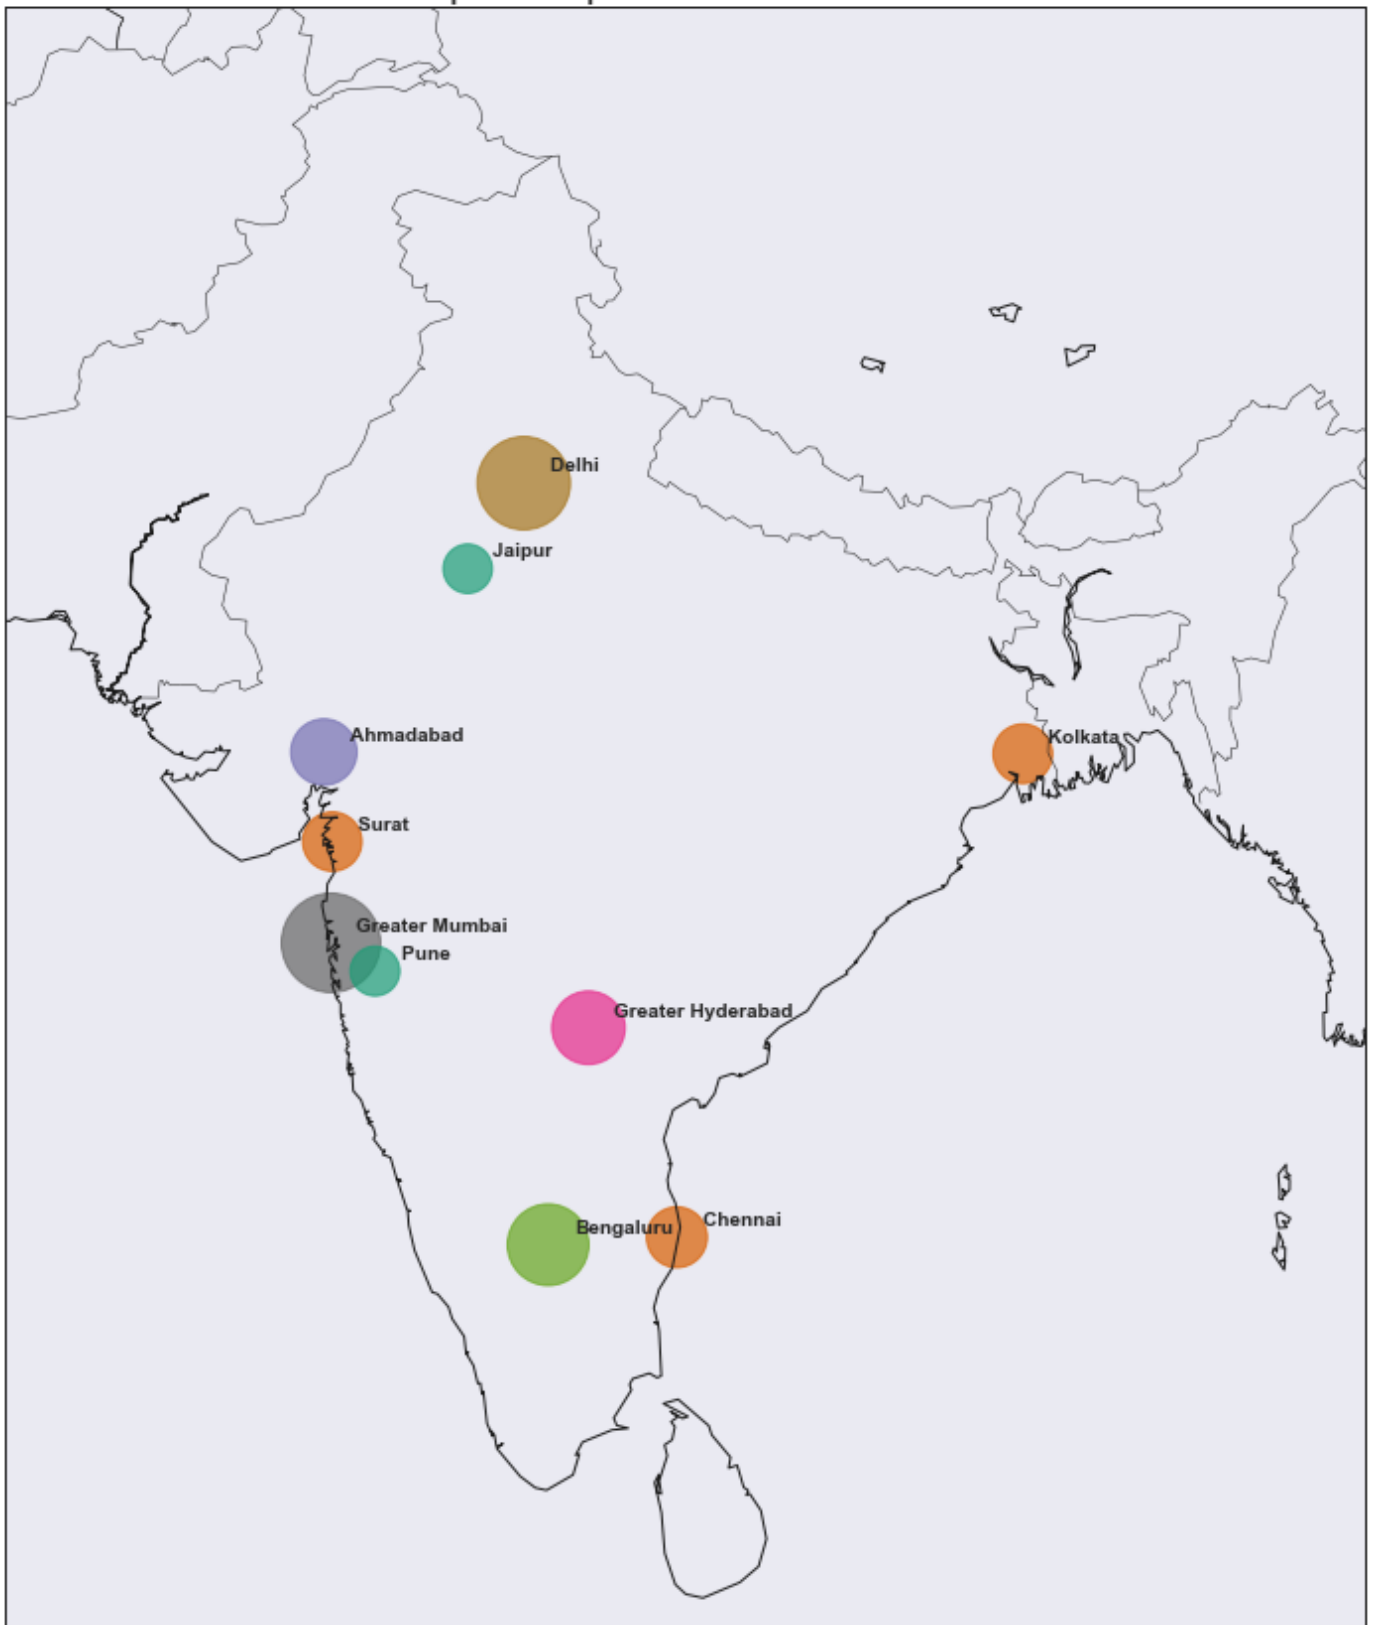 Delhi
Jaipur
Ahmadabad
Kolkata
Surat
Greater Mumbai
Pune
Greater Hyderabad
Chennai
Bengaluru